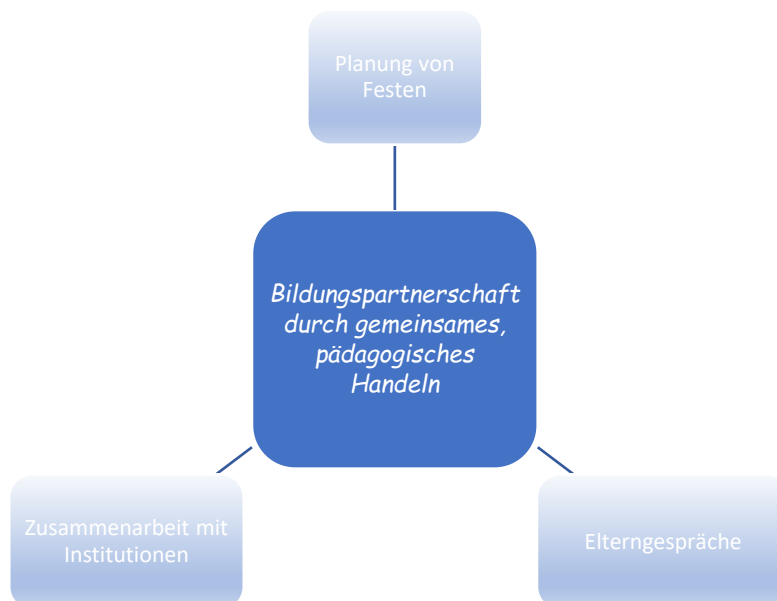 Planung von
Festen
Bildungspartnerschaft
durch gemeinsames,
pädagogisches
Handeln
Zusammenarbeit mit
Institutionen
Elterngespräche